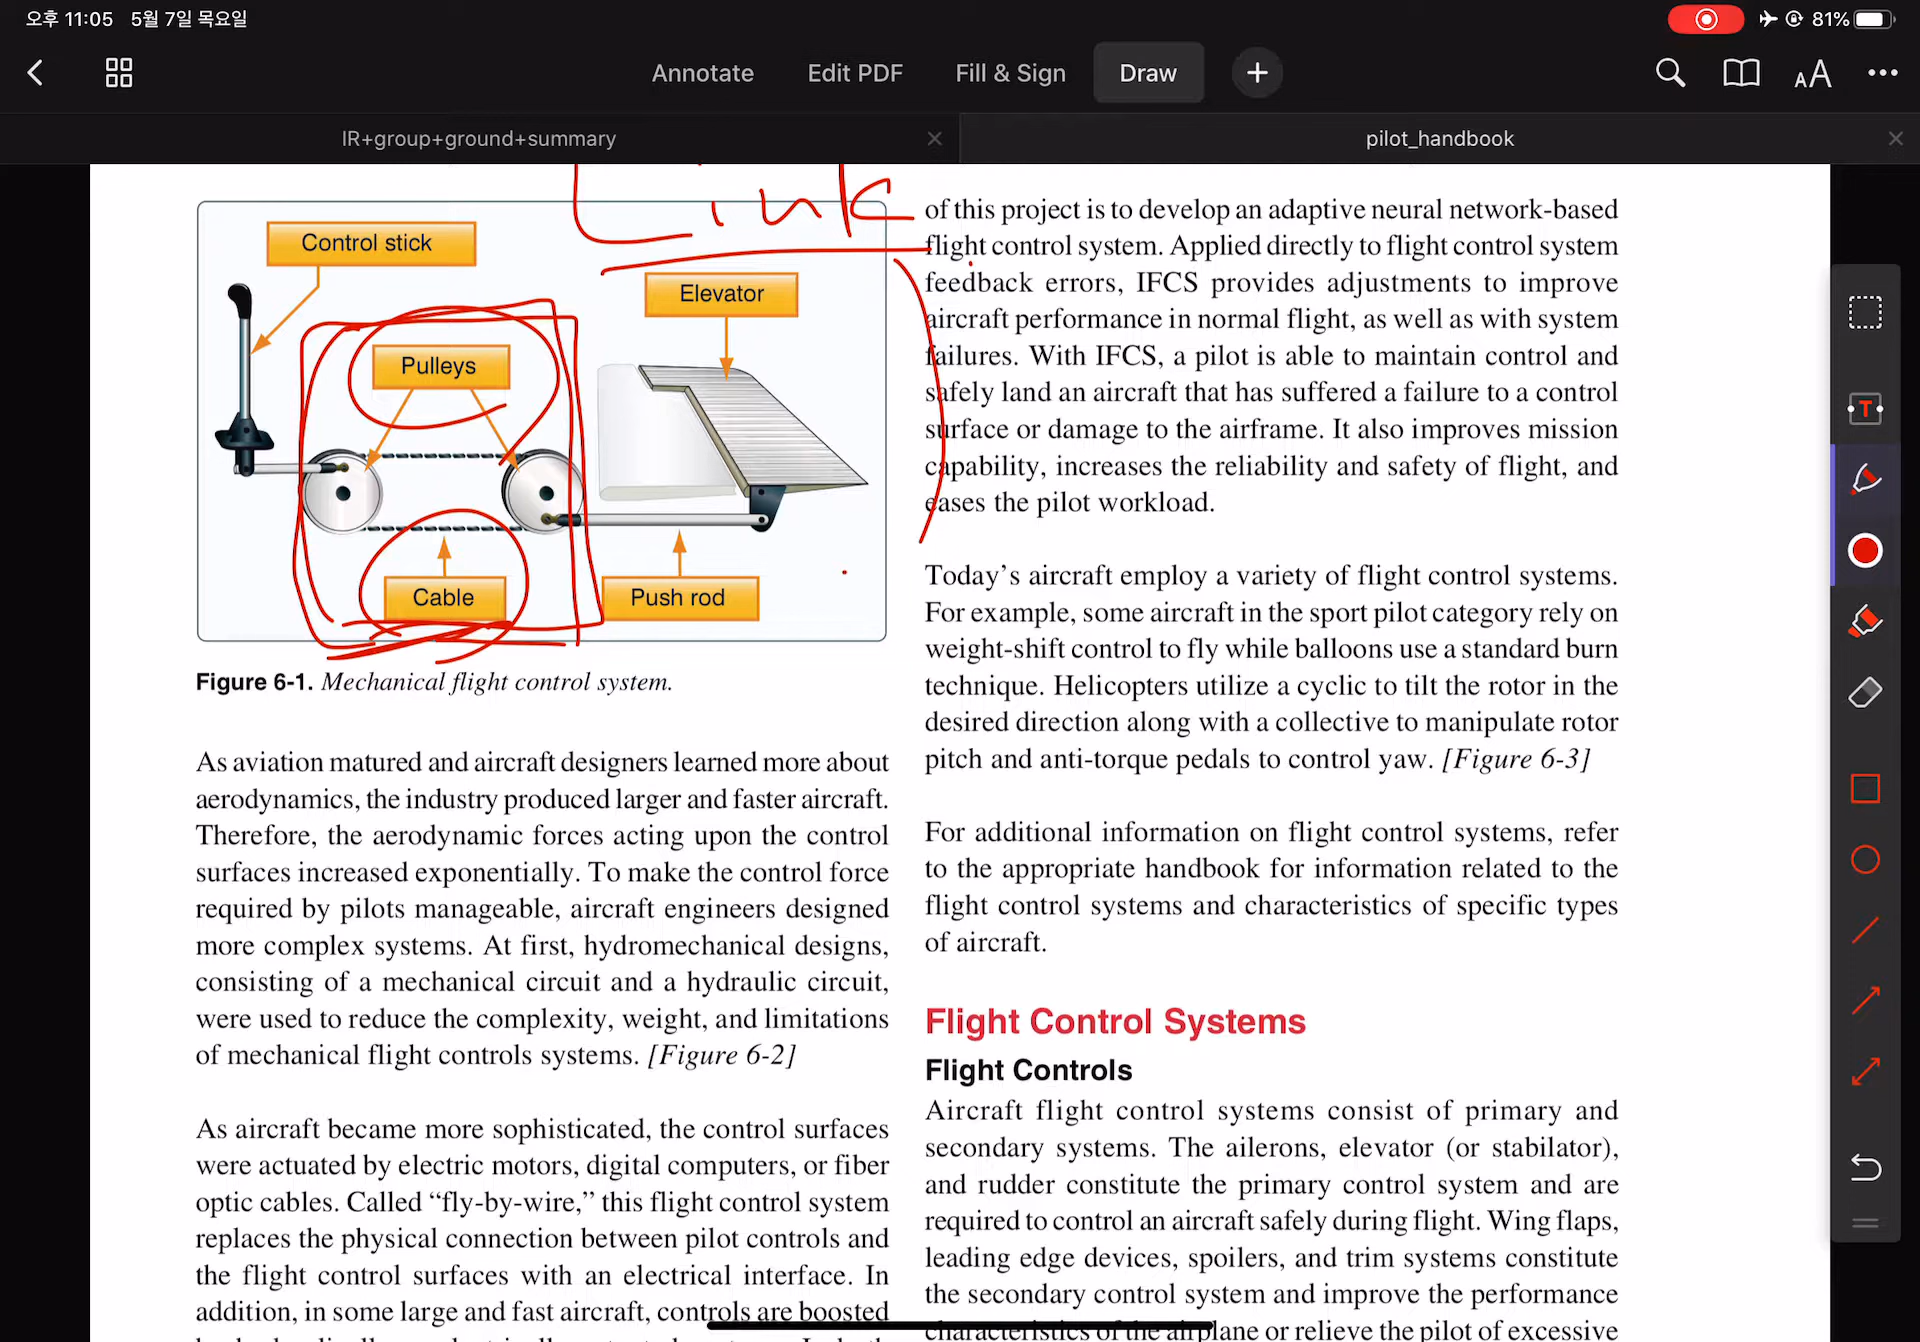 오후 11:05 5월 7일 목요일
81%
Annotate
Edit PDF
Fill & Sign
Draw
AA
IR+group+ground+summary
pilot_handbook
Link
Control stick
Elevator
Pulleys
Cable
Push rod
Figure 6-1. Mechanical flight control system.
As aviation matured and aircraft designers learned more about
aerodynamics, the industry produced larger and faster aircraft.
Therefore, the aerodynamic forces acting upon the control
surfaces increased exponentially. To make the control force
required by pilots manageable, aircraft engineers designed
more complex systems. At first, hydromechanical designs,
consisting of a mechanical circuit and a hydraulic circuit,
were used to reduce the complexity, weight, and limitations
of mechanical flight controls systems. [Figure 6-2]
As aircraft became more sophisticated, the control surfaces
were actuated by electric motors, digital computers, or fiber
optic cables. Called “fly-by-wire,” this flight control system
replaces the physical connection between pilot controls and
the flight control surfaces with an electrical interface. In
addition, in some large and fast aircraft, controls are boosted
of this project is to develop an adaptive neural network-based
flight control system. Applied directly to flight control system
feedback errors, IFCS provides adjustments to improve
aircraft performance in normal flight, as well as with system
failures. With IFCS, a pilot is able to maintain control and
safely land an aircraft that has suffered a failure to a control
surface or damage to the airframe. It also improves mission
capability, increases the reliability and safety of flight, and
eases the pilot workload.
Today’s aircraft employ a variety of flight control systems.
For example, some aircraft in the sport pilot category rely on
weight-shift control to fly while balloons use a standard burn
technique. Helicopters utilize a cyclic to tilt the rotor in the
desired direction along with a collective to manipulate rotor
pitch and anti-torque pedals to control yaw. [Figure 6-3]
For additional information on flight control systems, refer
to the appropriate handbook for information related to the
flight control systems and characteristics of specific types
of aircraft.
Flight Control Systems
Flight Controls
Aircraft flight control systems consist of primary and
secondary systems. The ailerons, elevator (or stabilator),
and rudder constitute the primary control system and are
required to control an aircraft safely during flight. Wing flaps,
leading edge devices, spoilers, and trim systems constitute
the secondary control system and improve the performance
characteristics of the airplane or relieve the pilot of excessive
T